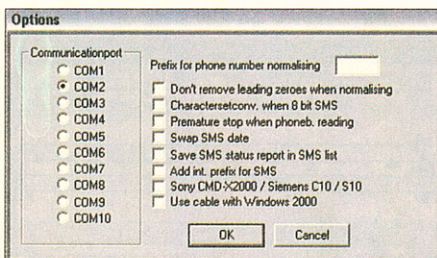 Options
Communicationport
COM1
COM2
COM3
COM4
COM5
COM6
COM7
COM8
COM9
COM10
Prefix for phone number normalising
Don't remove leading zeroes when normalising
Charactersetconv. when 8 bit SMS
Premature stop when phoneb. reading
Swap SMS date
Save SMS status report in SMS list
Add int. prefix for SMS
Sony CMD-X2000 / Siemens C10 / S10
Use cable with Windows 2000
OK
Cancel